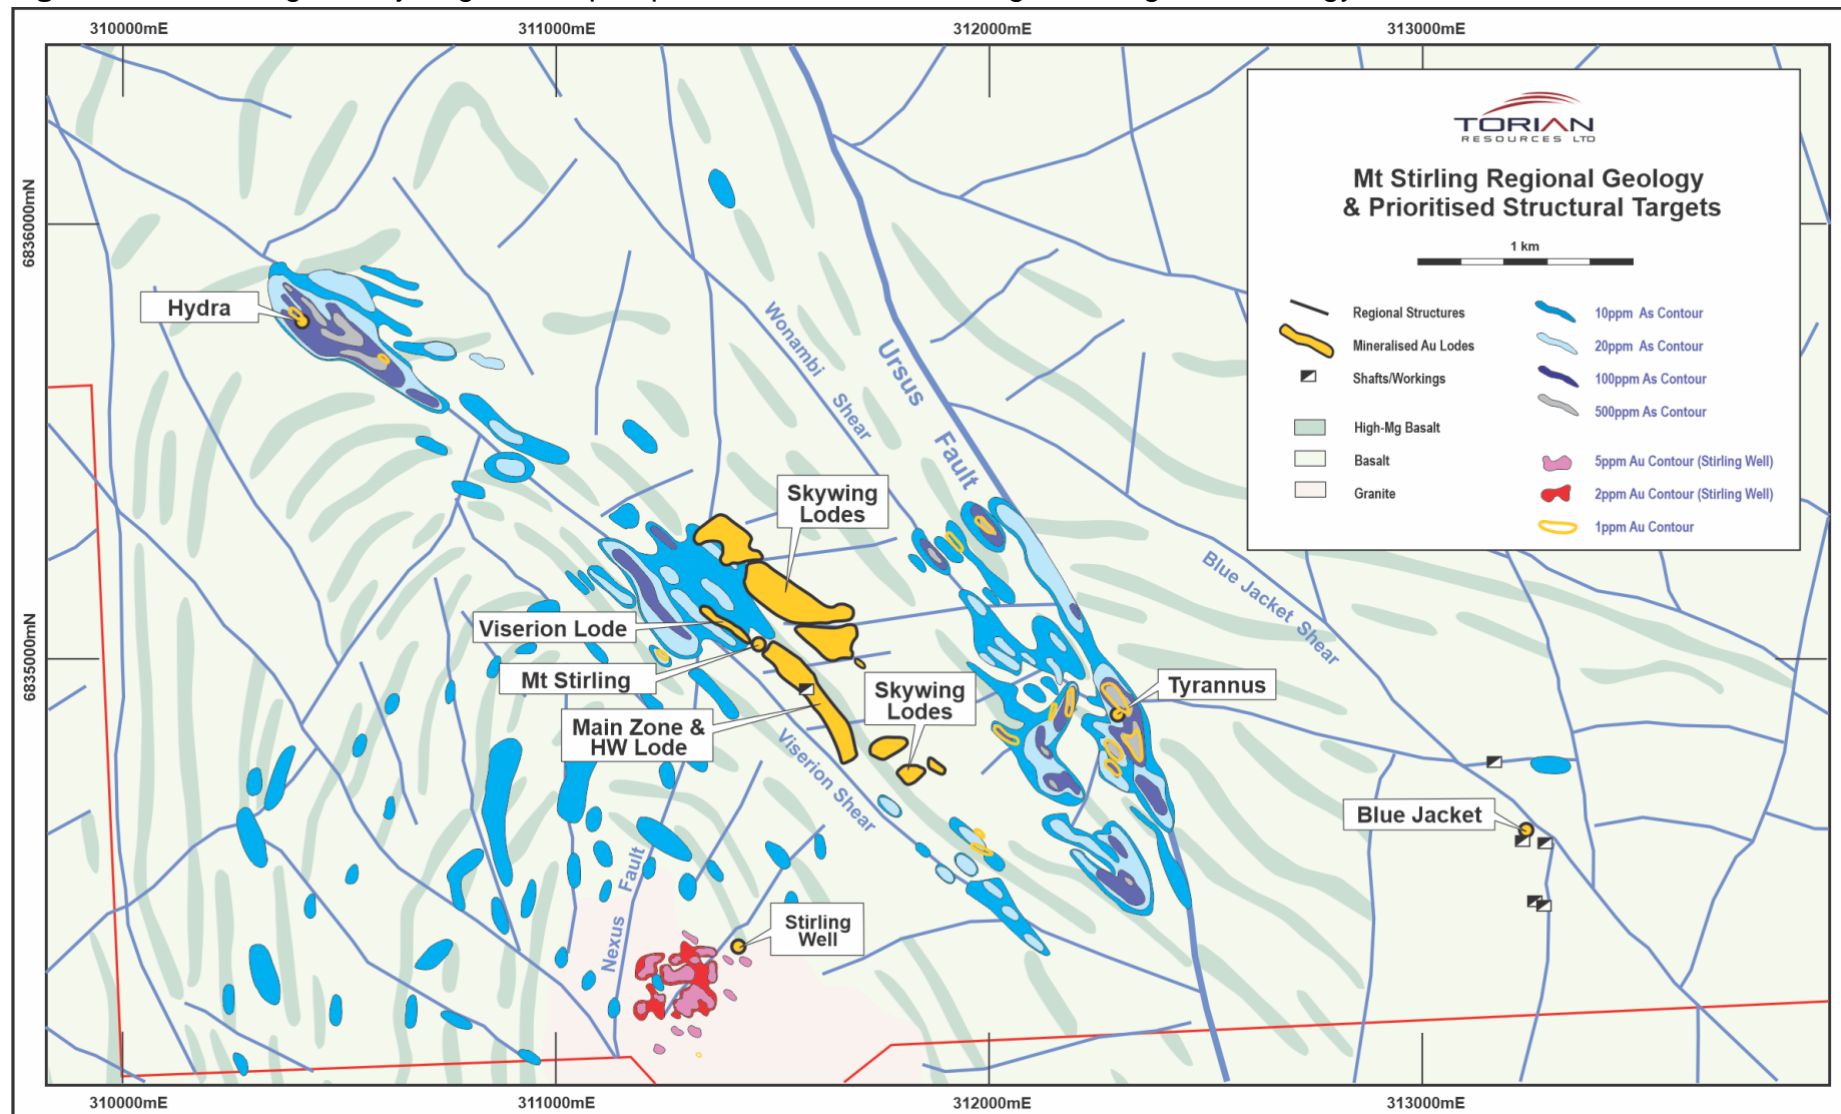 310000mE
311000mE
312000mE
313000mE
6836000mN
6835000mN
TORIAN
RESOURCES LTD
Mt Stirling Regional Geology
& Prioritised Structural Targets
1 km
Regional Structures
Mineralised Au Lodes
Shafts/Workings
High-Mg Basalt
Basalt
Granite
10ppm As Contour
20ppm As Contour
100ppm As Contour
500ppm As Contour
5ppm Au Contour (Stirling Well)
2ppm Au Contour (Stirling Well)
1ppm Au Contour
Hydra
Wonambi
Shear
Ursus
Fault
Skywing
Lodes
Blue Jacket Shear
Viserion Lode
Mt Stirling
Main Zone &
HW Lode
Skywing
Lodes
Tyrannus
Viserion Shear
Blue Jacket
Nexus Fault
Stirling
Well
310000mE
311000mE
312000mE
313000mE